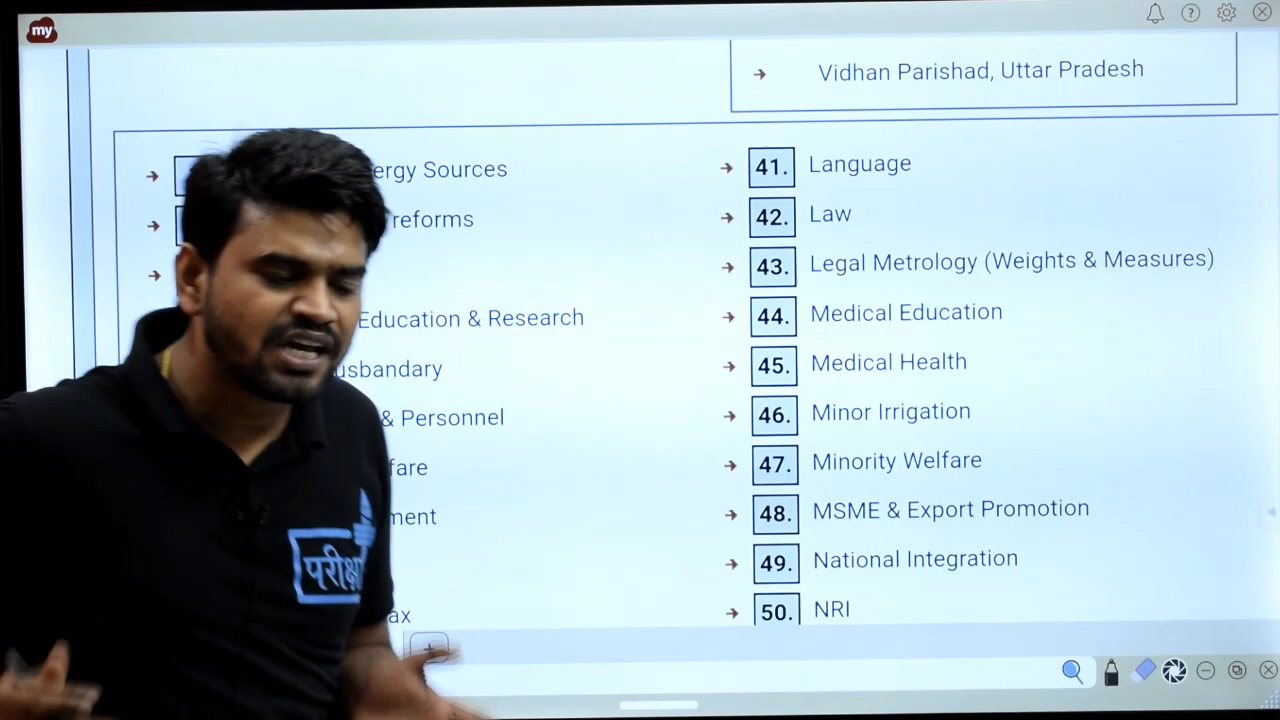 my
Vidhan Parishad, Uttar Pradesh
ergy Sources
reforms
Education & Research
usbandary
& Personnel
fare
ment
ax
41. Language
42. Law
43. Legal Metrology (Weights & Measures)
44. Medical Education
45. Medical Health
46. Minor Irrigation
47. Minority Welfare
48. MSME & Export Promotion
49. National Integration
50. NRI
परीक्षा